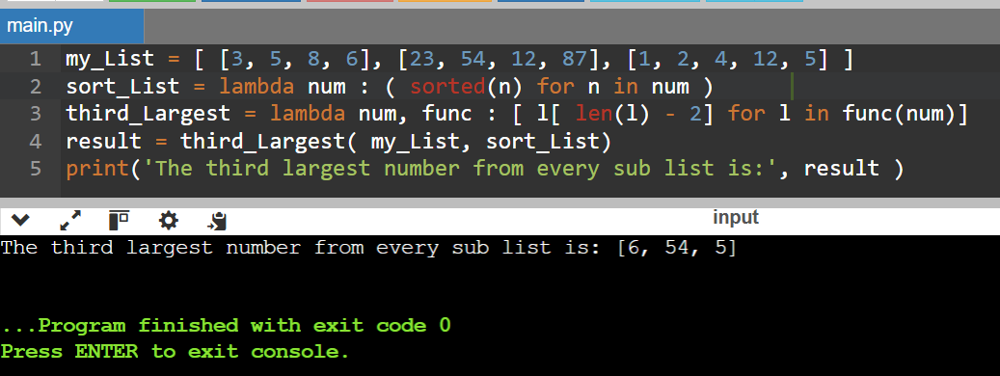 main.py
1 my_List = [ [3, 5, 8, 6], [23, 54, 12, 87], [1, 2, 4, 12, 5] ]
2 sort_List = lambda num : ( sorted(n) for n in num )
3 third_Largest = lambda num, func : [ l[ len(l) - 2] for l in func(num)]
4 result = third_Largest( my_List, sort_List)
5 print('The third largest number from every sub list is:', result )
input
The third largest number from every sub list is: [6, 54, 5]
...Program finished with exit code 0
Press ENTER to exit console.